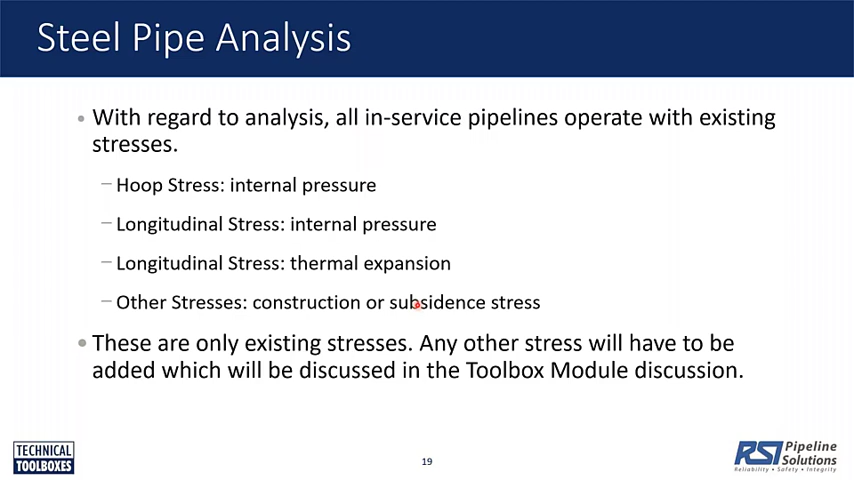 Steel Pipe Analysis
• With regard to analysis, all in-service pipelines operate with existing
stresses.
– Hoop Stress: internal pressure
– Longitudinal Stress: internal pressure
– Longitudinal Stress: thermal expansion
– Other Stresses: construction or subsidence stress
• These are only existing stresses. Any other stress will have to be
added which will be discussed in the Toolbox Module discussion.
TECHNICAL
TOOLBOXES
19
RSI Pipeline
Solutions
Reliability • Safety • Integrity